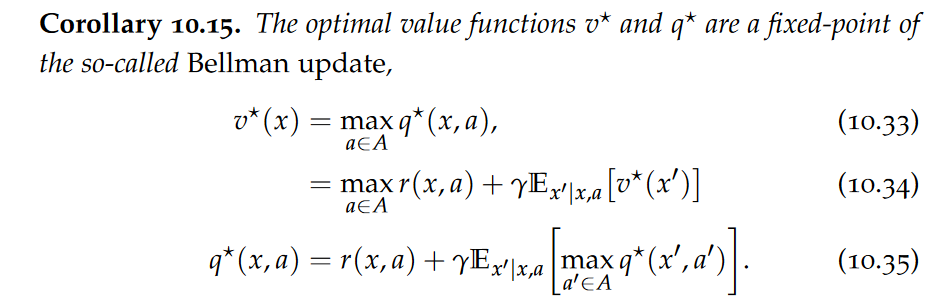 Corollary 10.15. The optimal value functions v⋆ and q⋆ are a fixed-point of
the so-called Bellman update,
v⋆(x) = max_{a∈A} q⋆(x, a), (10.33)
= max_{a∈A} r(x, a) + γ𝔼_{x′|x,a}[v⋆(x′)] (10.34)
q⋆(x, a) = r(x, a) + γ𝔼_{x′|x,a}[max_{a′∈A} q⋆(x′, a′)]. (10.35)